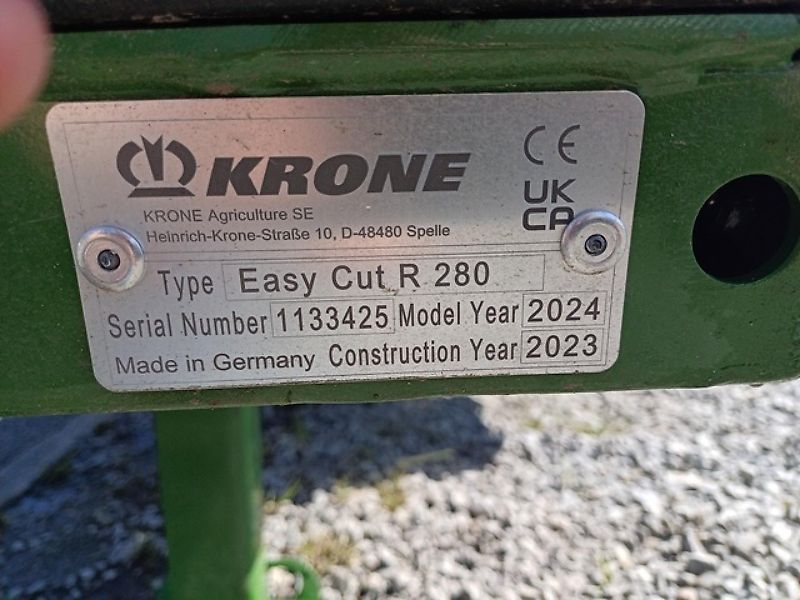 KRONE
CE
UK
CA
KRONE Agriculture SE
Heinrich-Krone-Straße 10, D-48480 Spelle
Type Easy Cut R 280
Serial Number 1133425 Model Year 2024
Made in Germany Construction Year 2023